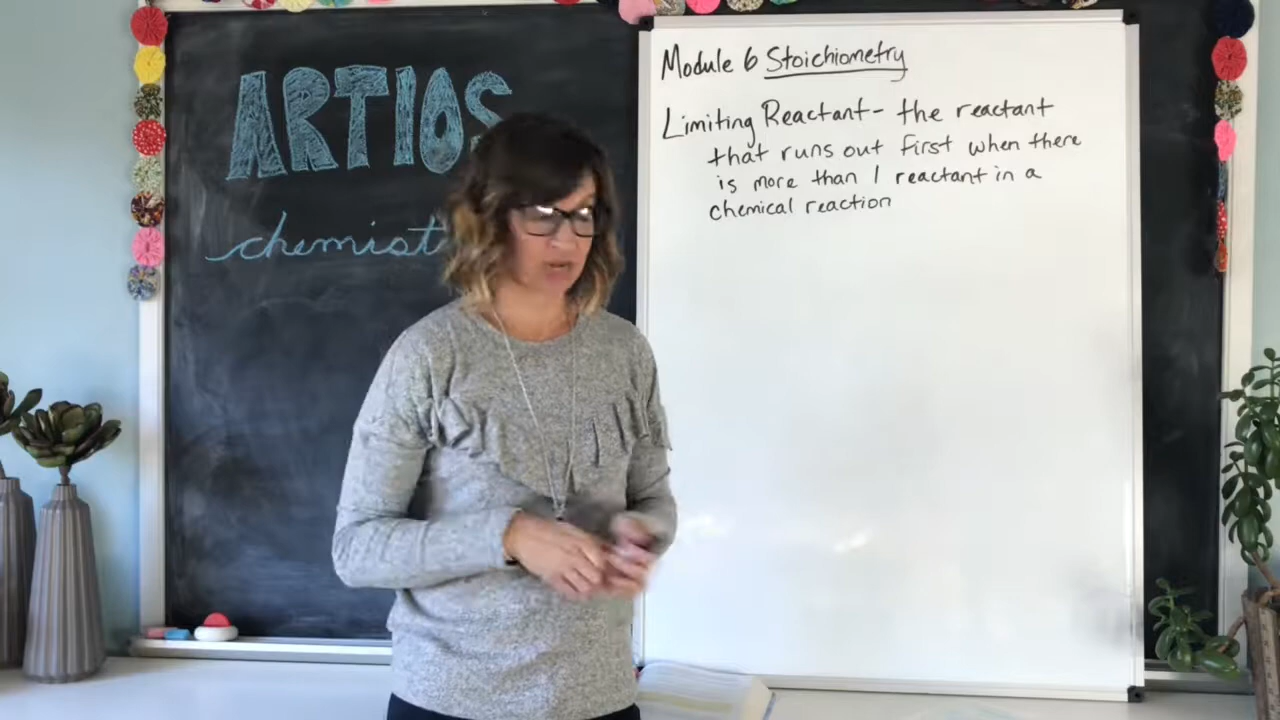 ARTIOS
chemist
Module 6 Stoichiometry
Limiting Reactant - the reactant
that runs out first when there
is more than 1 reactant in a
chemical reaction